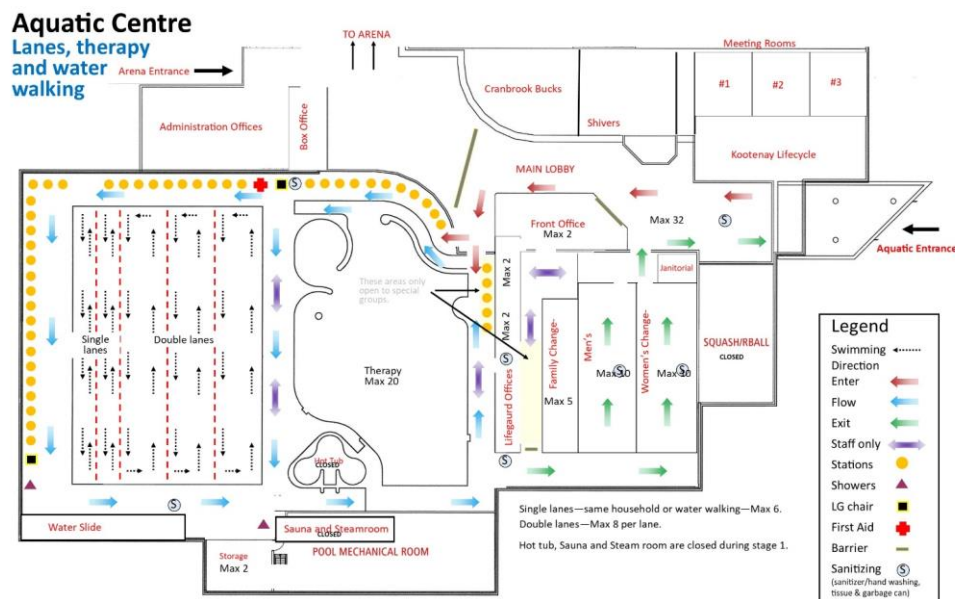 Aquatic Centre
Lanes, therapy
and water
walking
TO ARENA
Arena Entrance
Meeting Rooms
#1
#2
#3
Cranbrook Bucks
Shivers
Administration Offices
Box Office
Kootenay Lifecycle
MAIN LOBBY
S
Front Office
Max 2
Max 32
S
Aquatic Entrance
Max 2
Janitorial
These areas only
open to special
groups.
Max 2
Single
lanes
Double lanes
Therapy
Max 20
S
Lifegaurd Offices
Family Change-
Max 5
Men's
Max 10
S
Women's Change-
Max 10
S
SQUASH/RBALL
CLOSED
Hot Tub
CLOSED
S
S
Water Slide
Sauna and Steamroom
CLOSED
POOL MECHANICAL ROOM
Storage
Max 2
Single lanes—same household or water walking—Max 6.
Double lanes—Max 8 per lane.
Hot tub, Sauna and Steam room are closed during stage 1.
Legend
Swimming
Direction
Enter
Flow
Exit
Staff only
Stations
Showers
LG chair
First Aid
Barrier
Sanitizing S
(sanitizer/hand washing,
tissue & garbage can)